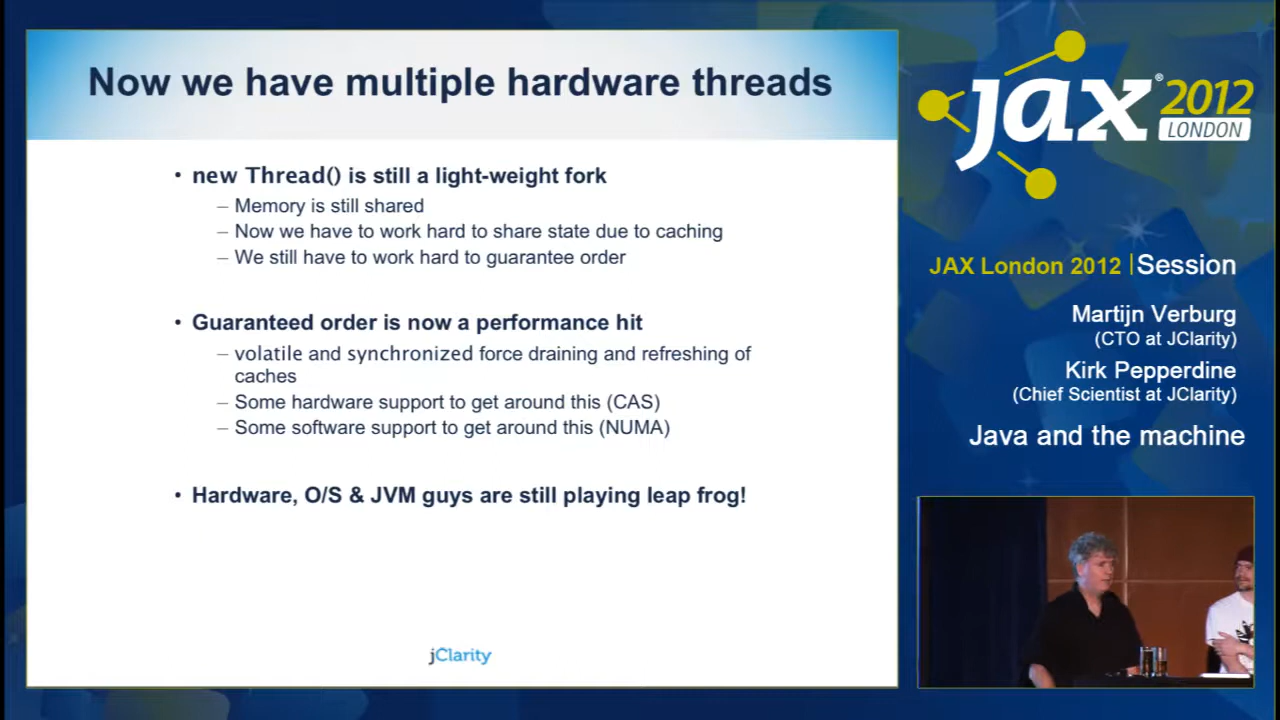 Now we have multiple hardware threads
• new Thread() is still a light-weight fork
– Memory is still shared
– Now we have to work hard to share state due to caching
– We still have to work hard to guarantee order
• Guaranteed order is now a performance hit
– volatile and synchronized force draining and refreshing of
caches
– Some hardware support to get around this (CAS)
– Some software support to get around this (NUMA)
• Hardware, O/S & JVM guys are still playing leap frog!
jClarity
jax® 2012
LONDON
JAX London 2012 | Session
Martijn Verburg
(CTO at JClarity)
Kirk Pepperdine
(Chief Scientist at JClarity)
Java and the machine